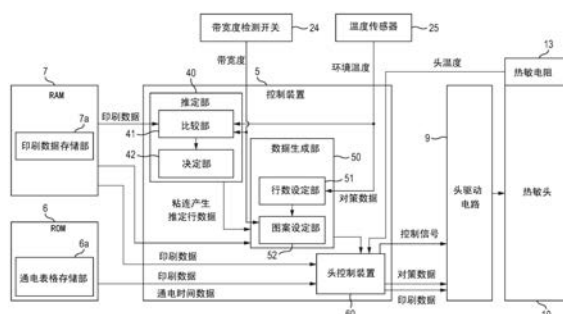 带宽度检测开关
24
温度传感器
25
带宽度
环境温度
头温度
13
热敏电阻
7
RAM
7a
印刷数据存储部
印刷数据
40
推定部
5
控制装置
41
比较部
42
决定部
数据生成部
50
51
行数设定部
对策数据
图案设定部
52
粘连产生
推定行数据
9
头驱动
电路
热敏头
控制信号
6
ROM
6a
通电表格存储部
印刷数据
印刷数据
通电时间数据
头控制装置
60
对策数据
印刷数据
10